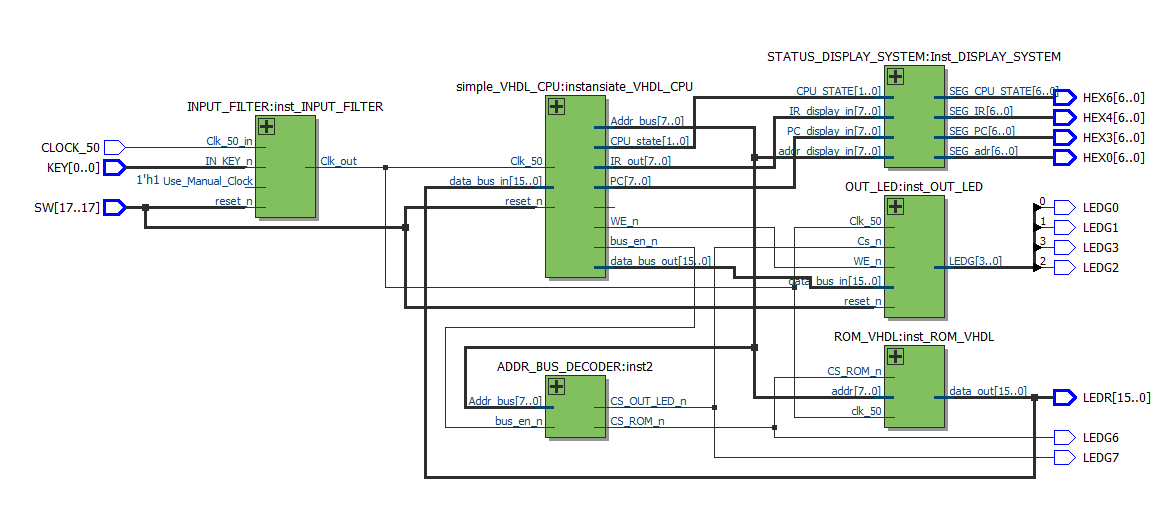 STATUS_DISPLAY_SYSTEM:Inst_DISPLAY_SYSTEM
CPU_STATE[1..0]
IR_display_in[7..0]
PC_display_in[7..0]
addr_display_in[7..0]
SEG_CPU_STATE[6..0]
SEG_IR[6..0]
SEG_PC[6..0]
SEG_adr[6..0]
HEX6[6..0]
HEX4[6..0]
HEX3[6..0]
HEX0[6..0]
simple_VHDL_CPU:instansiate_VHDL_CPU
Clk_50
data_bus_in[15..0]
reset_n
Addr_bus[7..0]
CPU_state[1..0]
IR_out[7..0]
PC[7..0]
WE_n
bus_en_n
data_bus_out[15..0]
INPUT_FILTER:inst_INPUT_FILTER
CLOCK_50
KEY[0..0]
1'h1
SW[17..17]
Clk_50_in
IN_KEY_n
Use_Manual_Clock
reset_n
Clk_out
OUT_LED:inst_OUT_LED
Clk_50
Cs_n
WE_n
data_bus_in[15..0]
reset_n
LEDG[3..0]
0
1
3
2
LEDG0
LEDG1
LEDG3
LEDG2
ROM_VHDL:inst_ROM_VHDL
CS_ROM_n
addr[7..0]
clk_50
data_out[15..0]
LEDR[15..0]
LEDG6
LEDG7
ADDR_BUS_DECODER:inst2
Addr_bus[7..0]
bus_en_n
CS_OUT_LED_n
CS_ROM_n